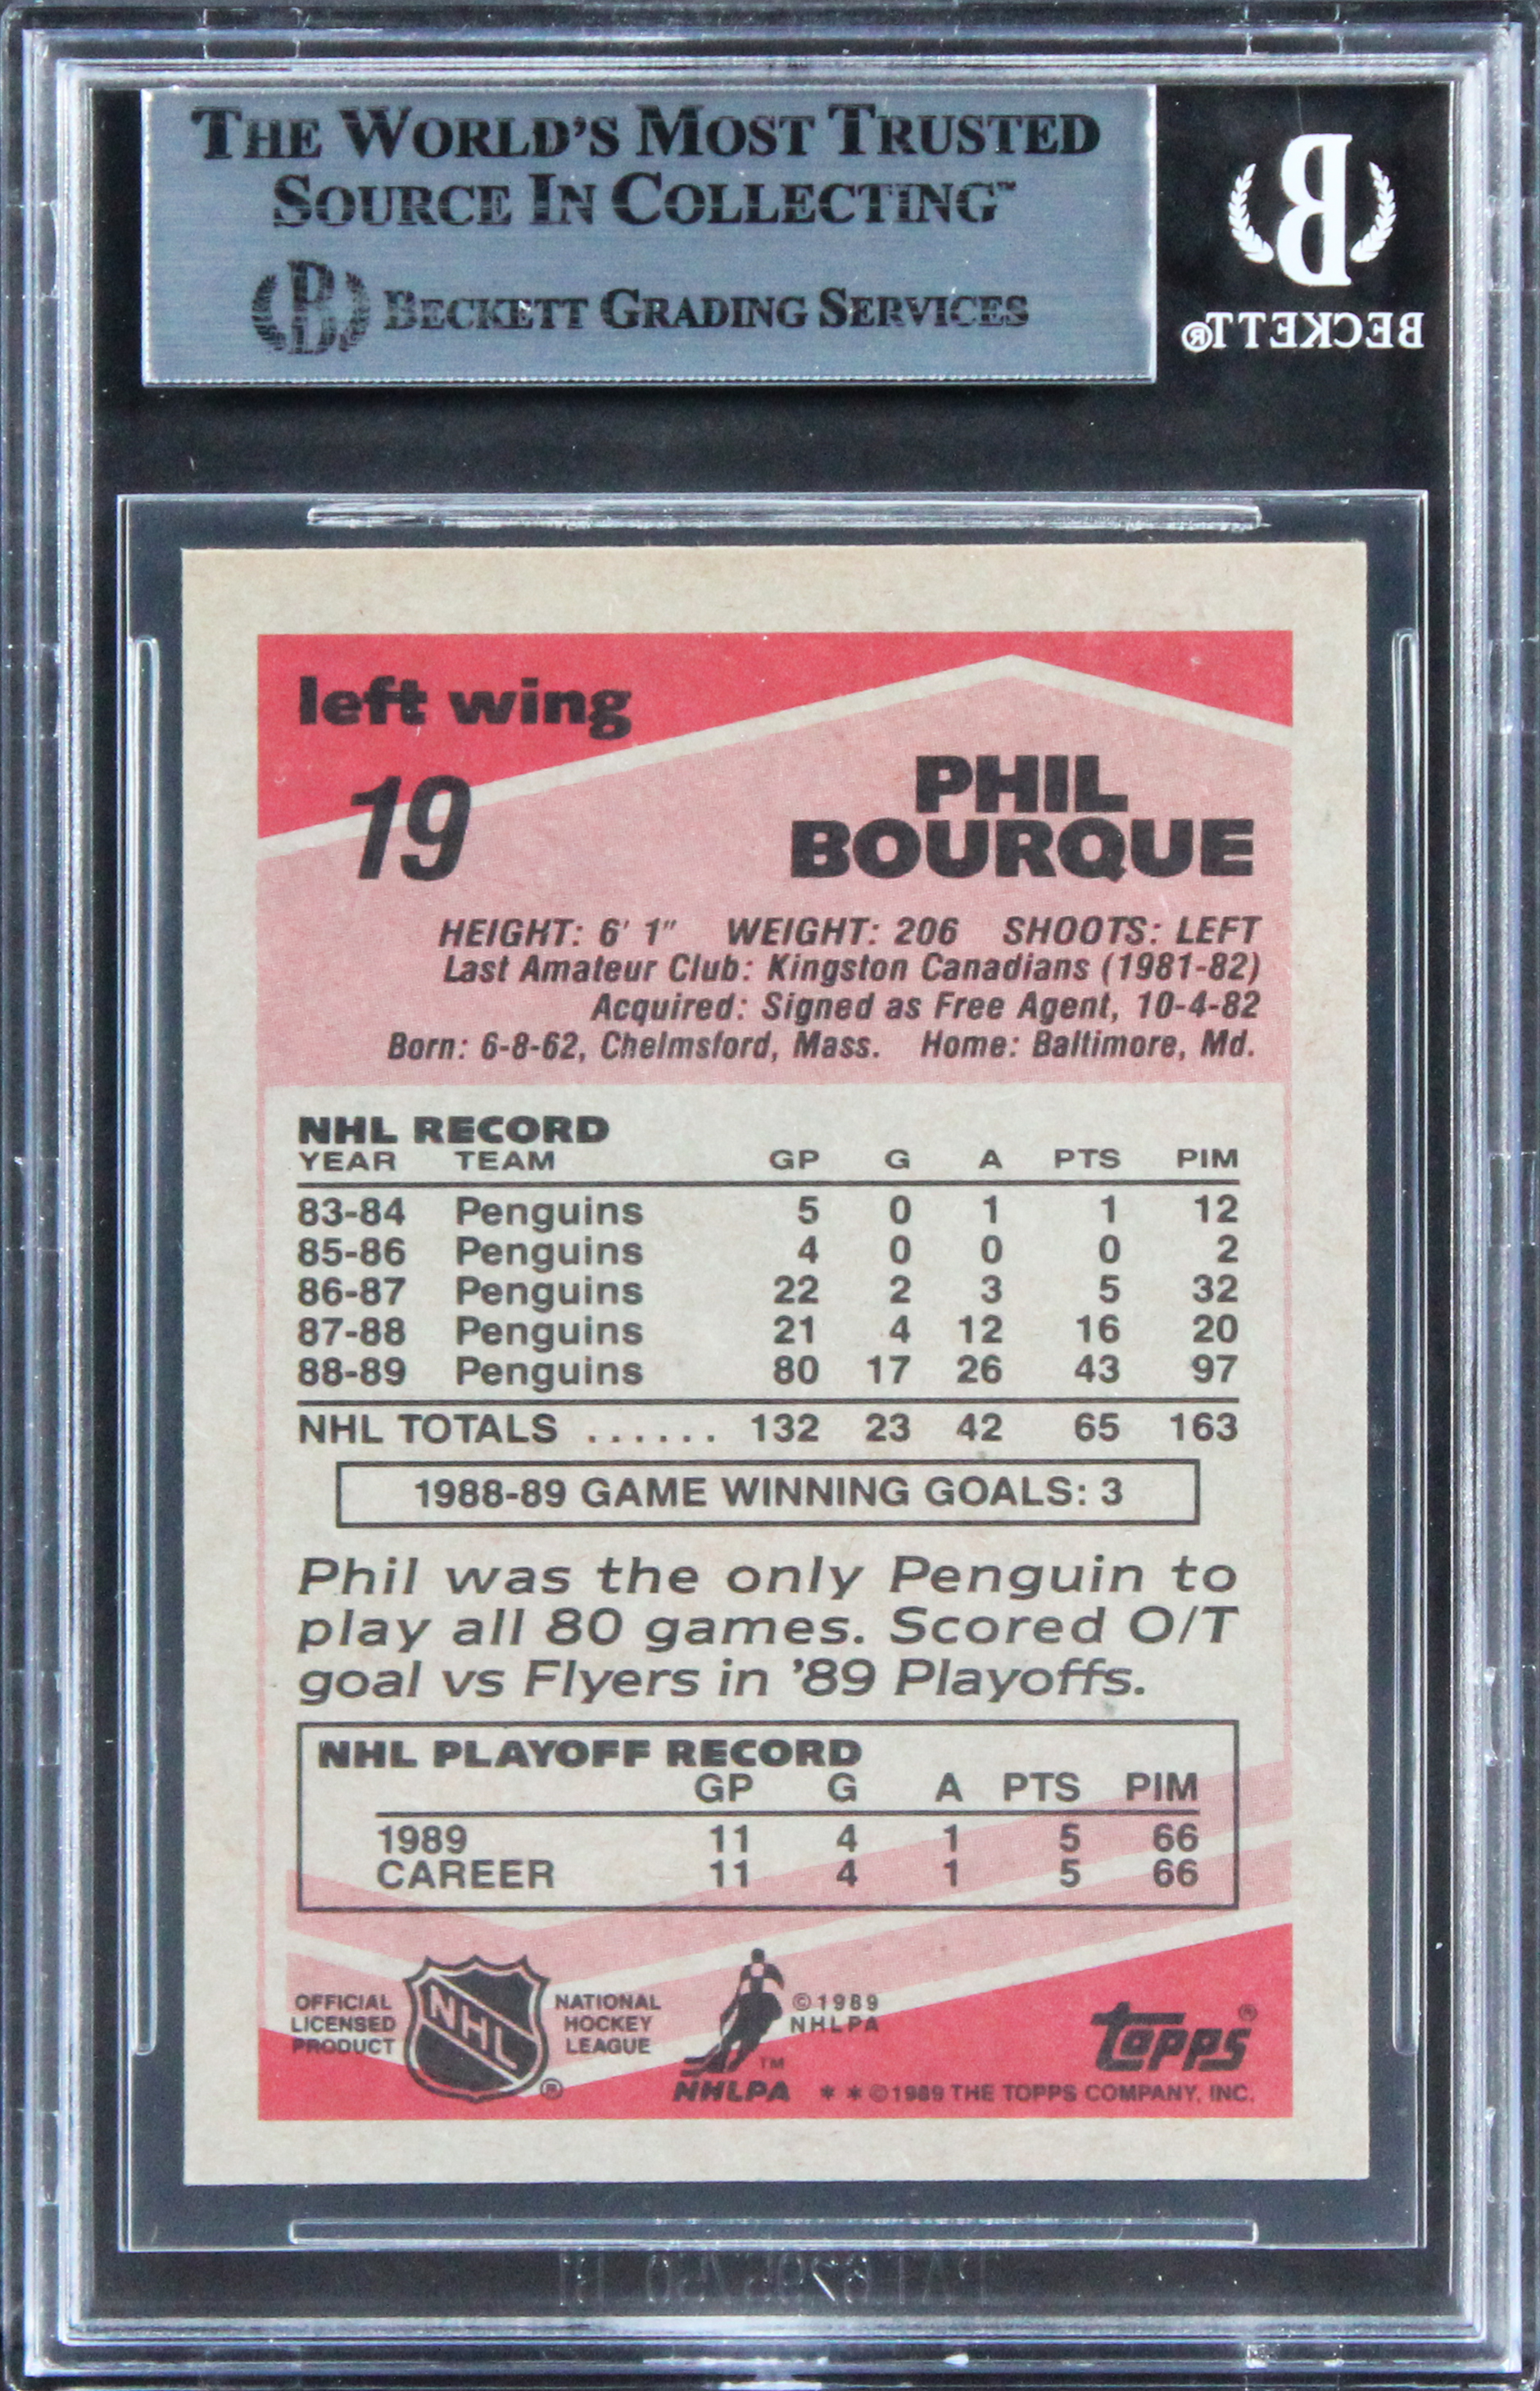 THE WORLD'S MOST TRUSTED
SOURCE IN COLLECTING™
B BECKETT GRADING SERVICES
B
BECKETT®
left wing
19
PHIL
BOURQUE
HEIGHT: 6' 1" WEIGHT: 206 SHOOTS: LEFT
Last Amateur Club: Kingston Canadians (1981-82)
Acquired: Signed as Free Agent, 10-4-82
Born: 6-8-62, Chelmsford, Mass. Home: Baltimore, Md.
NHL RECORD
YEAR TEAM GP G A PTS PIM
83-84 Penguins 5 0 1 1 12
85-86 Penguins 4 0 0 0 2
86-87 Penguins 22 2 3 5 32
87-88 Penguins 21 4 12 16 20
88-89 Penguins 80 17 26 43 97
NHL TOTALS ...... 132 23 42 65 163
1988-89 GAME WINNING GOALS: 3
Phil was the only Penguin to
play all 80 games. Scored O/T
goal vs Flyers in '89 Playoffs.
NHL PLAYOFF RECORD
GP G A PTS PIM
1989 11 4 1 5 66
CAREER 11 4 1 5 66
OFFICIAL
LICENSED
PRODUCT
NHL
®
NATIONAL
HOCKEY
LEAGUE
©1989
NHLPA
™
NHLPA
topps®
* * ©1989 THE TOPPS COMPANY, INC.